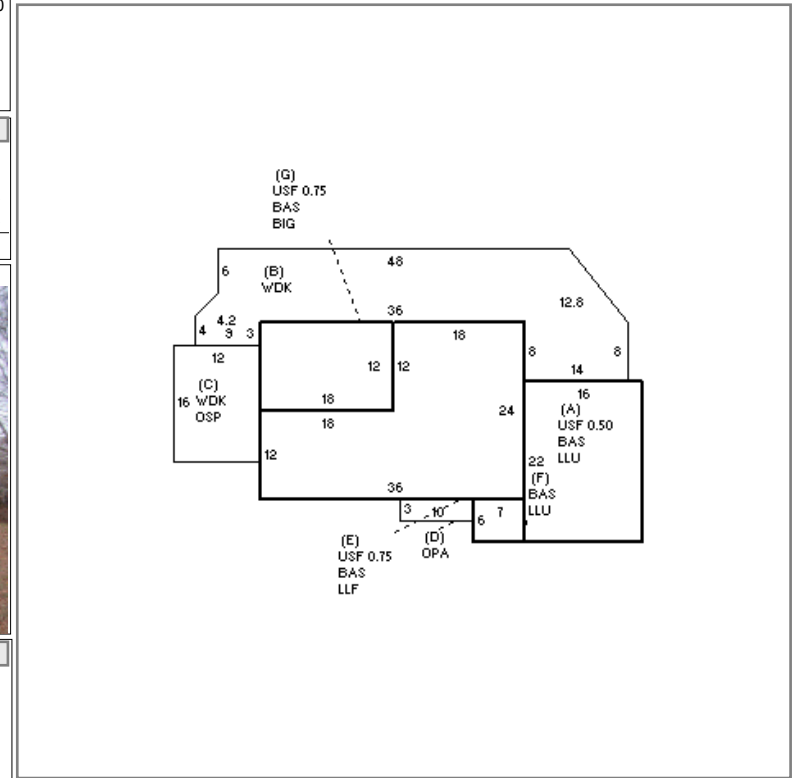 (G)
USF 0.75
BAS
BIG
48
6
(B)
WDK
12.8
36
4.2
4
9
3
18
12
12
12
8
8
14
(C)
16 WDK
OSP
18
18
24
16
(A)
USF 0.50
BAS
LLU
12
22
(F)
BAS
LLU
36
3
10
7
6
(E)
USF 0.75
BAS
LLF
(D)
OPA